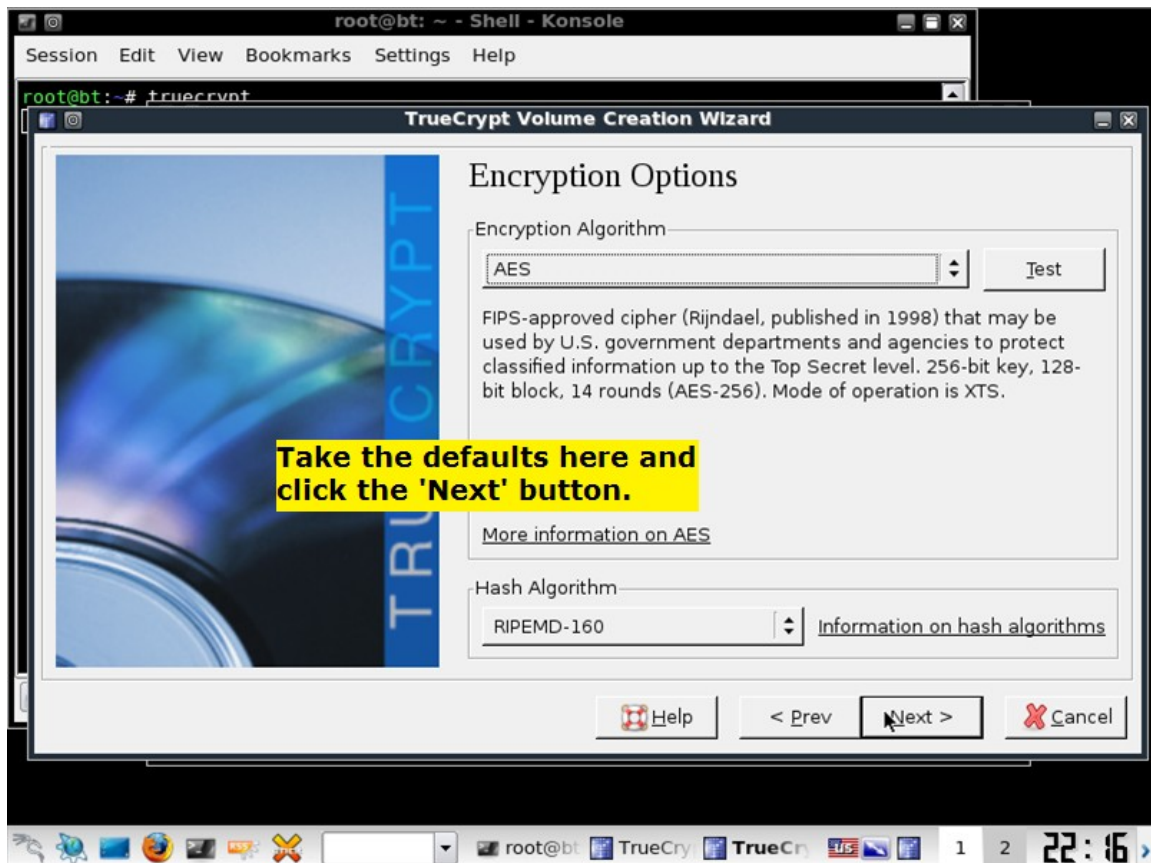 root@bt: ~ - Shell - Konsole
Session Edit View Bookmarks Settings Help
root@bt:~# truecrypt
TrueCrypt Volume Creation Wizard
TRUECRYPT
Encryption Options
Encryption Algorithm
AES
Test
FIPS-approved cipher (Rijndael, published in 1998) that may be
used by U.S. government departments and agencies to protect
classified information up to the Top Secret level. 256-bit key, 128-
bit block, 14 rounds (AES-256). Mode of operation is XTS.
Take the defaults here and
click the 'Next' button.
More information on AES
Hash Algorithm
RIPEMD-160
Information on hash algorithms
Help
< Prev
Next >
Cancel
root@bt
TrueCry
TrueCr
US
1 2
22:16